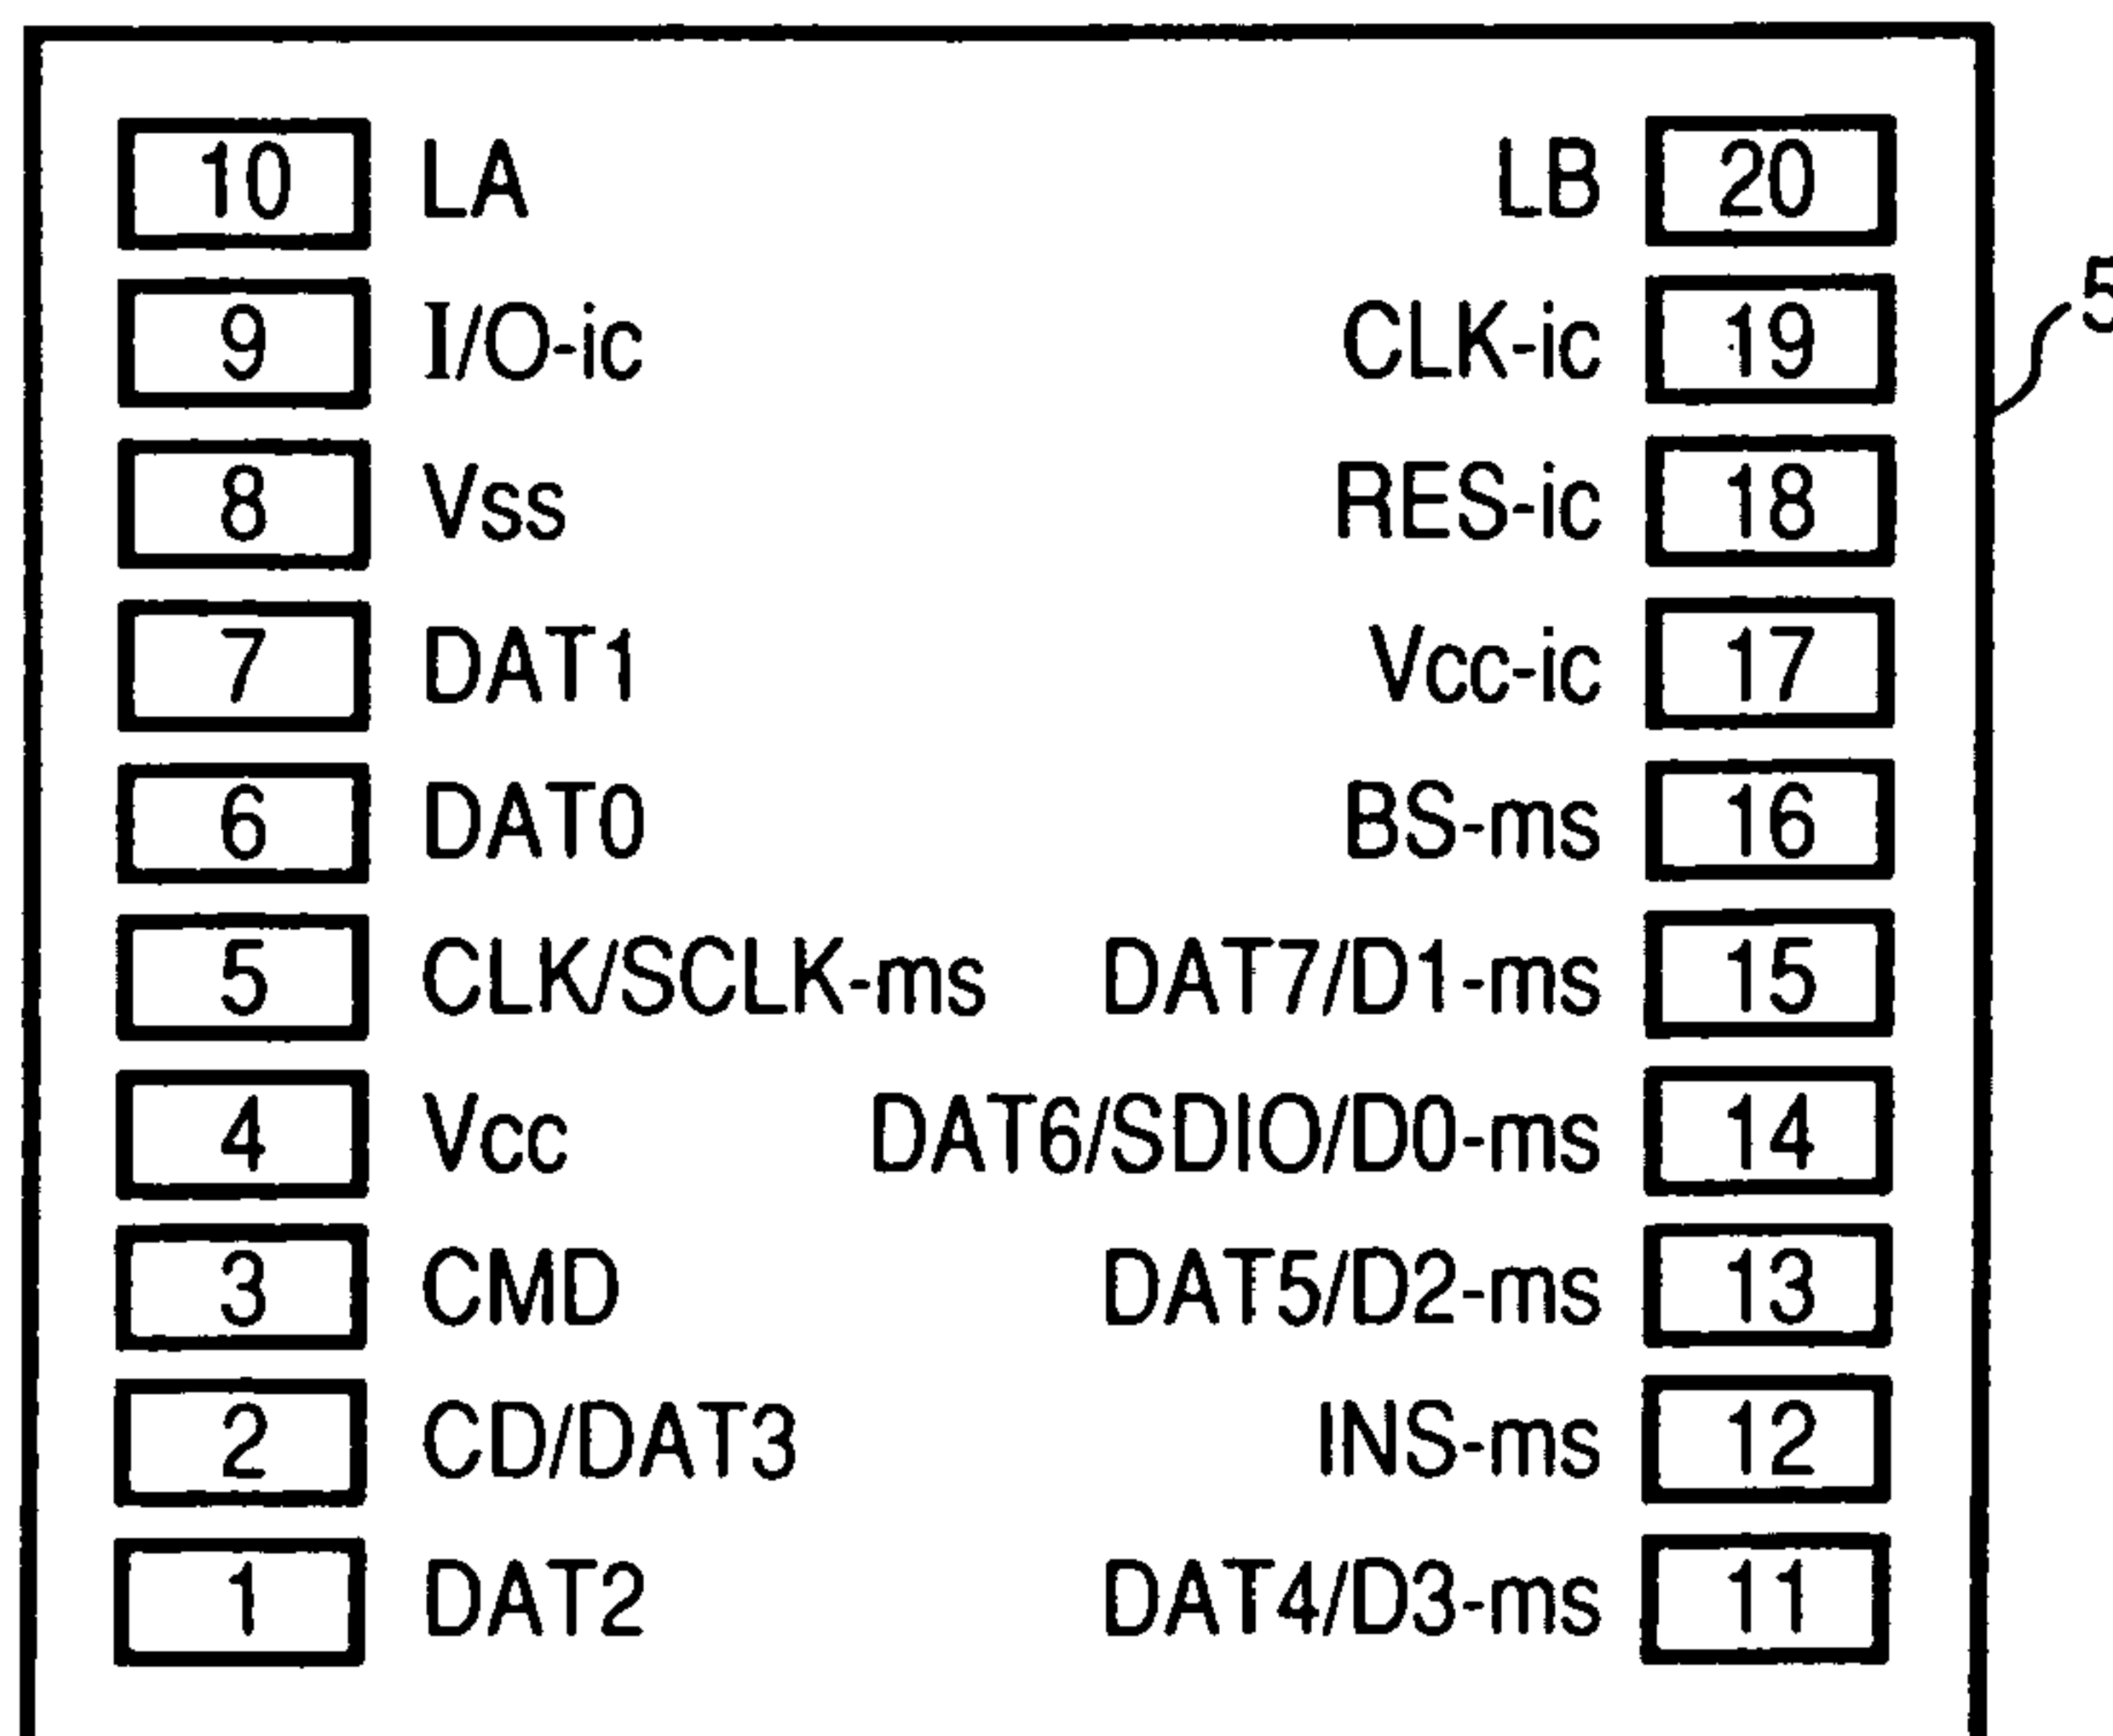 10 LA LB 20
9 I/O-ic CLK-ic 19
5
8 Vss RES-ic 18
7 DAT1 Vcc-ic 17
6 DAT0 BS-ms 16
5 CLK/SCLK-ms DAT7/D1-ms 15
4 Vcc DAT6/SDIO/D0-ms 14
3 CMD DAT5/D2-ms 13
2 CD/DAT3 INS-ms 12
1 DAT2 DAT4/D3-ms 11